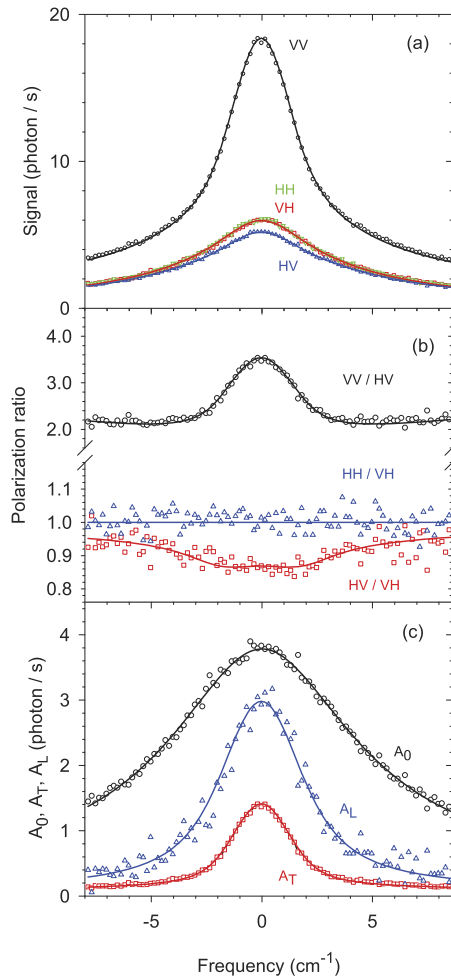 20
(a)
VV
Signal (photon / s)
10
HH
VH
HV
0
4.0
(b)
VV / HV
3.0
2.0
Polarization ratio
HH / VH
1.1
1.0
0.9
HV / VH
0.8
4
(c)
A0, AT, AL (photon / s)
3
2
A0
1
AL
AT
0
-5
0
5
Frequency (cm-1)